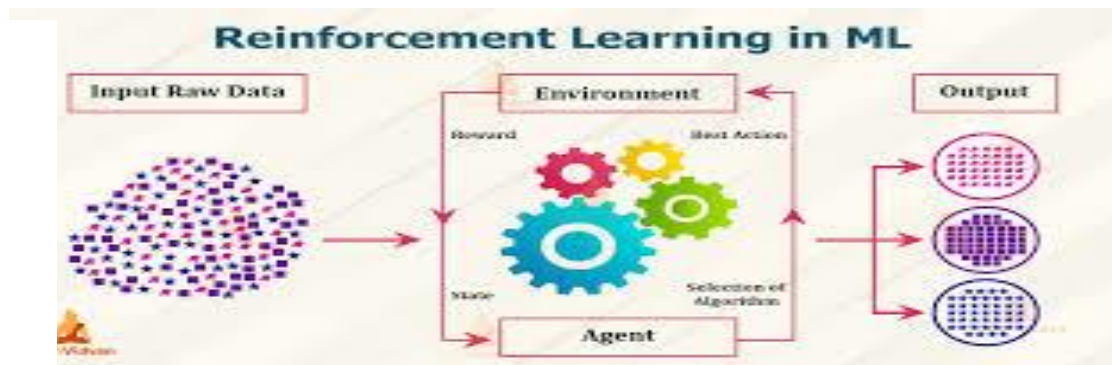 Reinforcement Learning in ML
Input Raw Data
Environment
Output
Reward
Best Action
State
Selection of
Algorithm
Agent